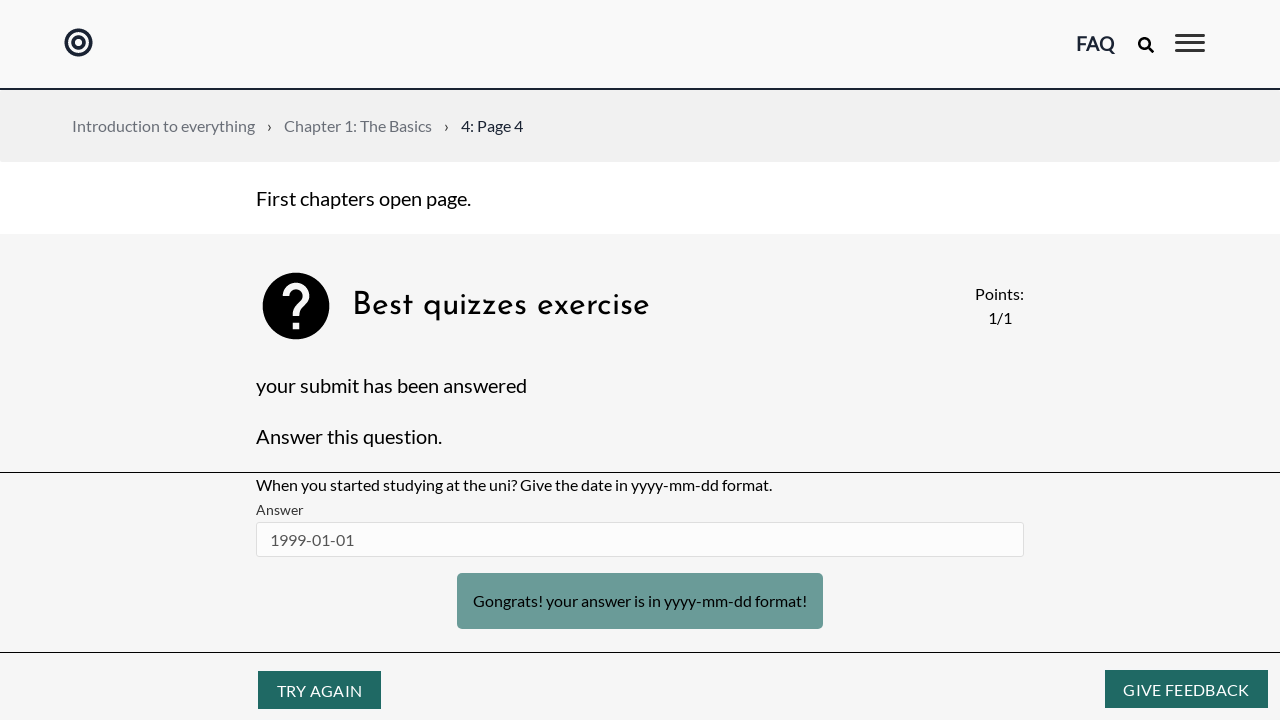 FAQ
Introduction to everything › Chapter 1: The Basics › 4: Page 4
First chapters open page.
Best quizzes exercise
Points:
1/1
your submit has been answered
Answer this question.
When you started studying at the uni? Give the date in yyyy-mm-dd format.
Answer
1999-01-01
Gongrats! your answer is in yyyy-mm-dd format!
TRY AGAIN
GIVE FEEDBACK